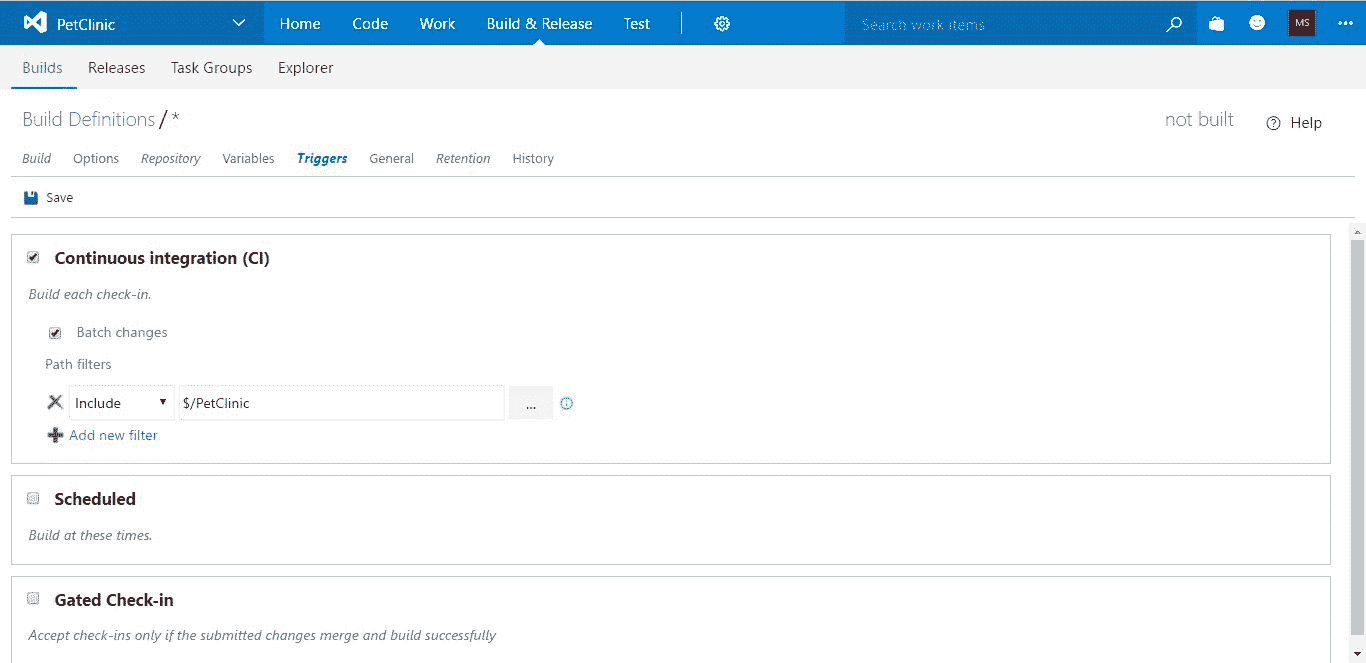 PetClinic Home Code Work Build & Release Test Search work items MS
Builds Releases Task Groups Explorer
Build Definitions / * not built Help
Build Options Repository Variables Triggers General Retention History
Save
Continuous integration (CI)
Build each check-in.
Batch changes
Path filters
Include $/PetClinic ...
Add new filter
Scheduled
Build at these times.
Gated Check-in
Accept check-ins only if the submitted changes merge and build successfully